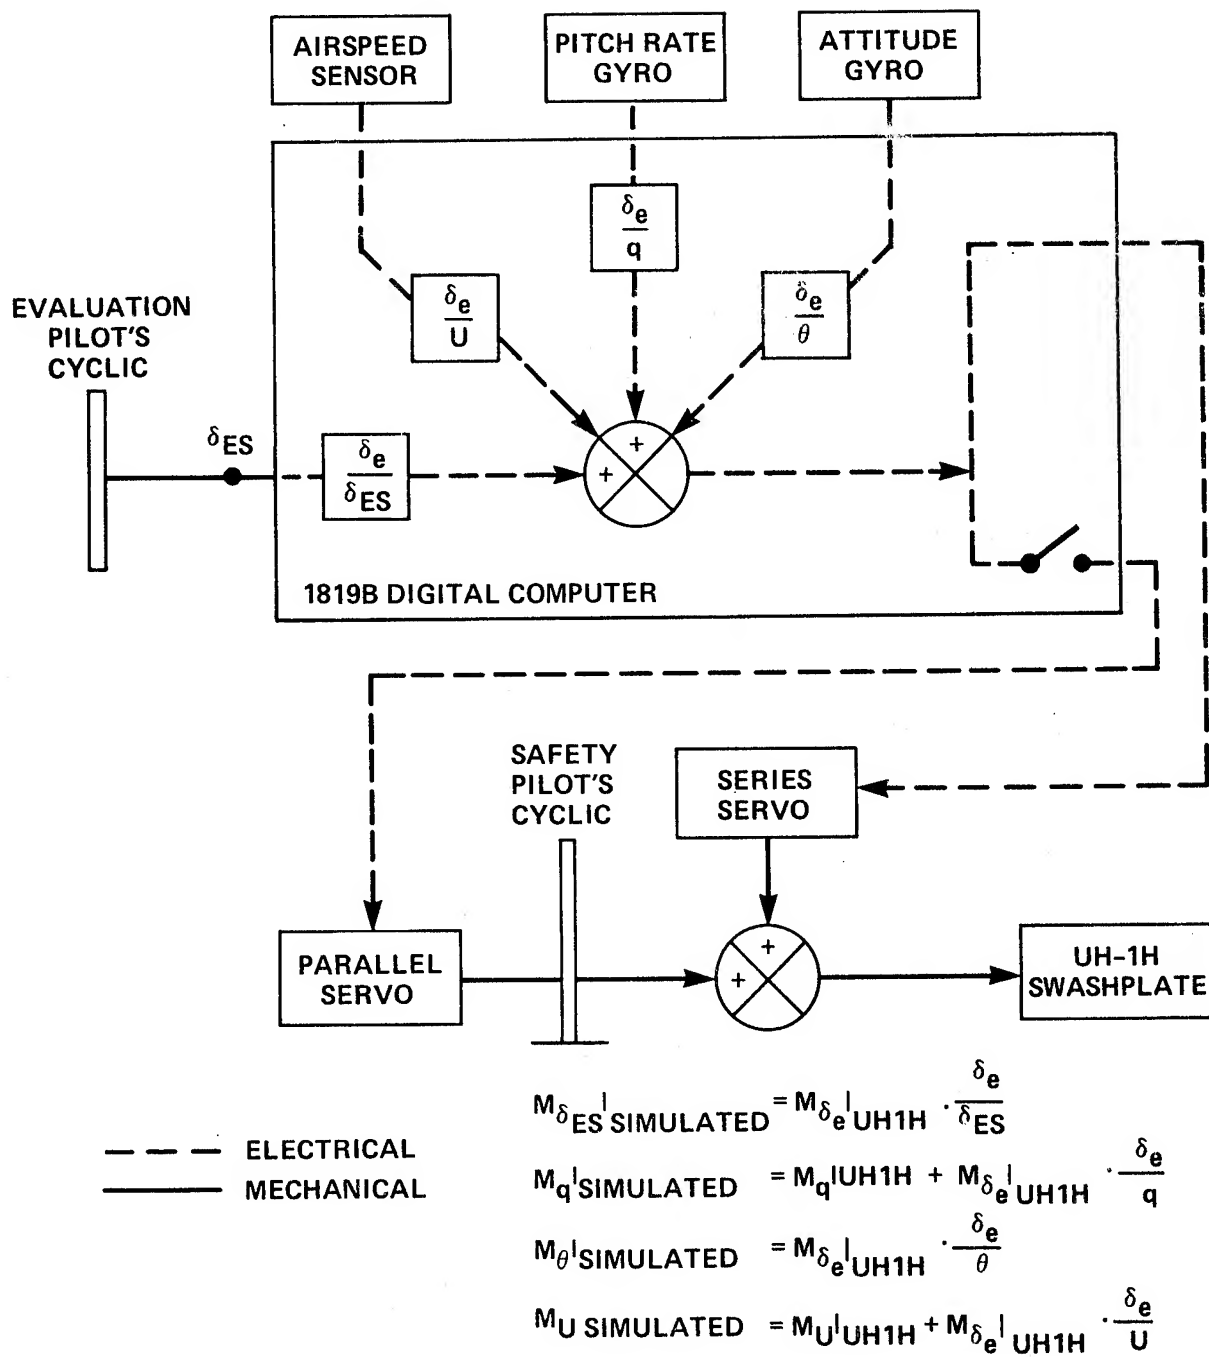 AIRSPEED
SENSOR
PITCH RATE
GYRO
ATTITUDE
GYRO
δe
q
δe
U
δe
θ
EVALUATION
PILOT'S
CYCLIC
δES
δe
δES
+
+
1819B DIGITAL COMPUTER
SAFETY
PILOT'S
CYCLIC
SERIES
SERVO
PARALLEL
SERVO
+
+
UH-1H
SWASHPLATE
ELECTRICAL
MECHANICAL
MδES|SIMULATED = Mδe|UH1H · δe/δES
Mq|SIMULATED = Mq|UH1H + Mδe|UH1H · δe/q
Mθ|SIMULATED = Mδe|UH1H · δe/θ
MU SIMULATED = MU|UH1H + Mδe|UH1H · δe/U